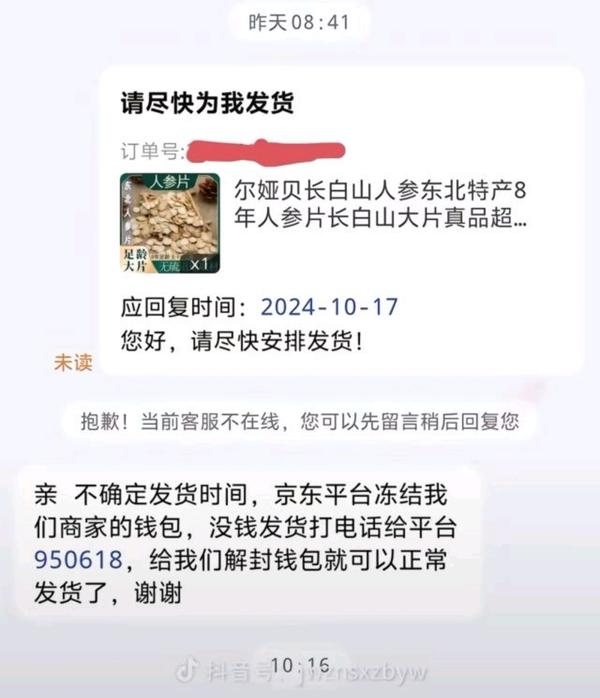 昨天08:41
请尽快为我发货
订单号:
人参片
东北人参片
足龄
大片
无硫
x1
尔娅贝长白山人参东北特产8
年人参片长白山大片真品超...
应回复时间：2024-10-17
您好，请尽快安排发货！
未读
抱歉！当前客服不在线，您可以先留言稍后回复您
亲 不确定发货时间，京东平台冻结我
们商家的钱包，没钱发货打电话给平台
950618，给我们解封钱包就可以正常
发货了，谢谢
10:16
抖音号：jwznsxzbyw